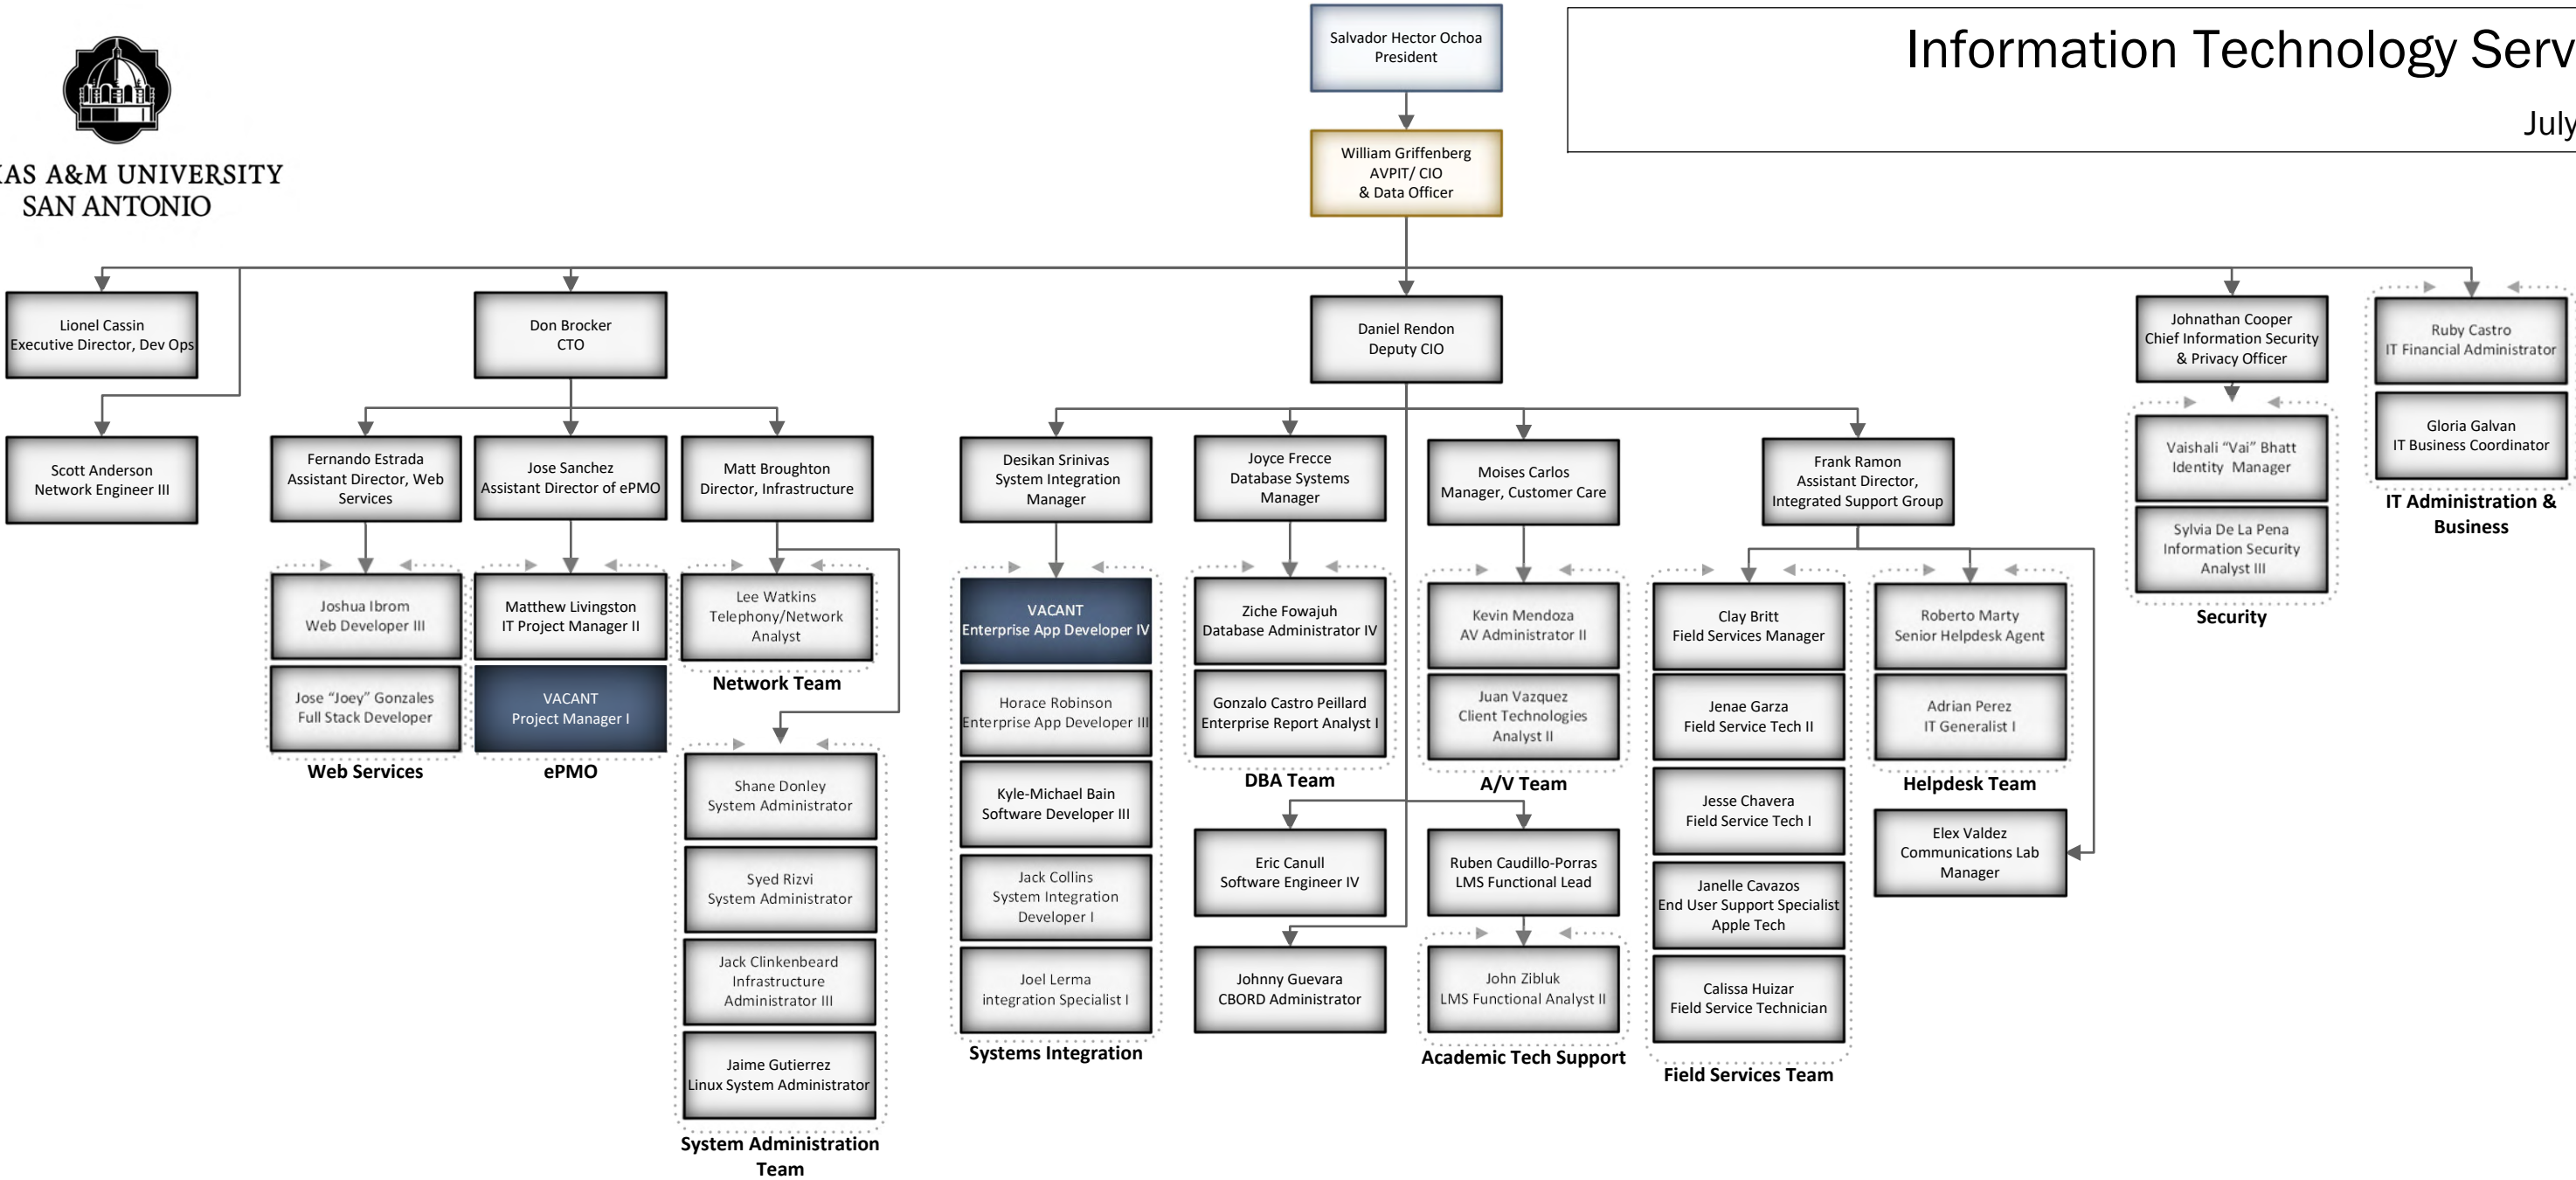 Salvador Hector Ochoa
President
Information Technology Serv
July
AS A&M UNIVERSITY
SAN ANTONIO
William Griffenberg
AVPIT/ CIO
& Data Officer
Lionel Cassin
Executive Director, Dev Ops
Don Brocker
CTO
Daniel Rendon
Deputy CIO
Johnathan Cooper
Chief Information Security
& Privacy Officer
Ruby Castro
IT Financial Administrator
Gloria Galvan
IT Business Coordinator
IT Administration &
Business
Scott Anderson
Network Engineer III
Fernando Estrada
Assistant Director, Web
Services
Jose Sanchez
Assistant Director of ePMO
Matt Broughton
Director, Infrastructure
Desikan Srinivas
System Integration
Manager
Joyce Frecce
Database Systems
Manager
Moises Carlos
Manager, Customer Care
Frank Ramon
Assistant Director,
Integrated Support Group
Vaishali “Vai” Bhatt
Identity Manager
Sylvia De La Pena
Information Security
Analyst III
Security
Joshua Ibrom
Web Developer III
Jose “Joey” Gonzales
Full Stack Developer
Web Services
Matthew Livingston
IT Project Manager II
VACANT
Project Manager I
ePMO
Lee Watkins
Telephony/Network
Analyst
Network Team
Shane Donley
System Administrator
Syed Rizvi
System Administrator
Jack Clinkenbeard
Infrastructure
Administrator III
Jaime Gutierrez
Linux System Administrator
System Administration
Team
VACANT
Enterprise App Developer IV
Horace Robinson
Enterprise App Developer III
Kyle-Michael Bain
Software Developer III
Jack Collins
System Integration
Developer I
Joel Lerma
integration Specialist I
Systems Integration
Ziche Fowajuh
Database Administrator IV
Gonzalo Castro Peillard
Enterprise Report Analyst I
DBA Team
Eric Canull
Software Engineer IV
Johnny Guevara
CBORD Administrator
Kevin Mendoza
AV Administrator II
Juan Vazquez
Client Technologies
Analyst II
A/V Team
Ruben Caudillo-Porras
LMS Functional Lead
John Zibluk
LMS Functional Analyst II
Academic Tech Support
Clay Britt
Field Services Manager
Jenae Garza
Field Service Tech II
Jesse Chavera
Field Service Tech I
Janelle Cavazos
End User Support Specialist
Apple Tech
Calissa Huizar
Field Service Technician
Field Services Team
Roberto Marty
Senior Helpdesk Agent
Adrian Perez
IT Generalist I
Helpdesk Team
Elex Valdez
Communications Lab
Manager